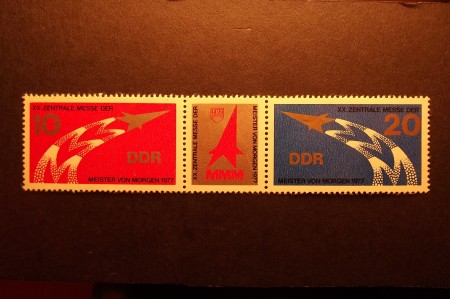 XX. ZENTRALE MESSE DER
10
DDR
MEISTER VON MORGEN 1977
XX. ZENTRALE MESSE DER
MMM
MEISTER VON MORGEN 1977
XX. ZENTRALE MESSE DER
20
DDR
MEISTER VON MORGEN 1977